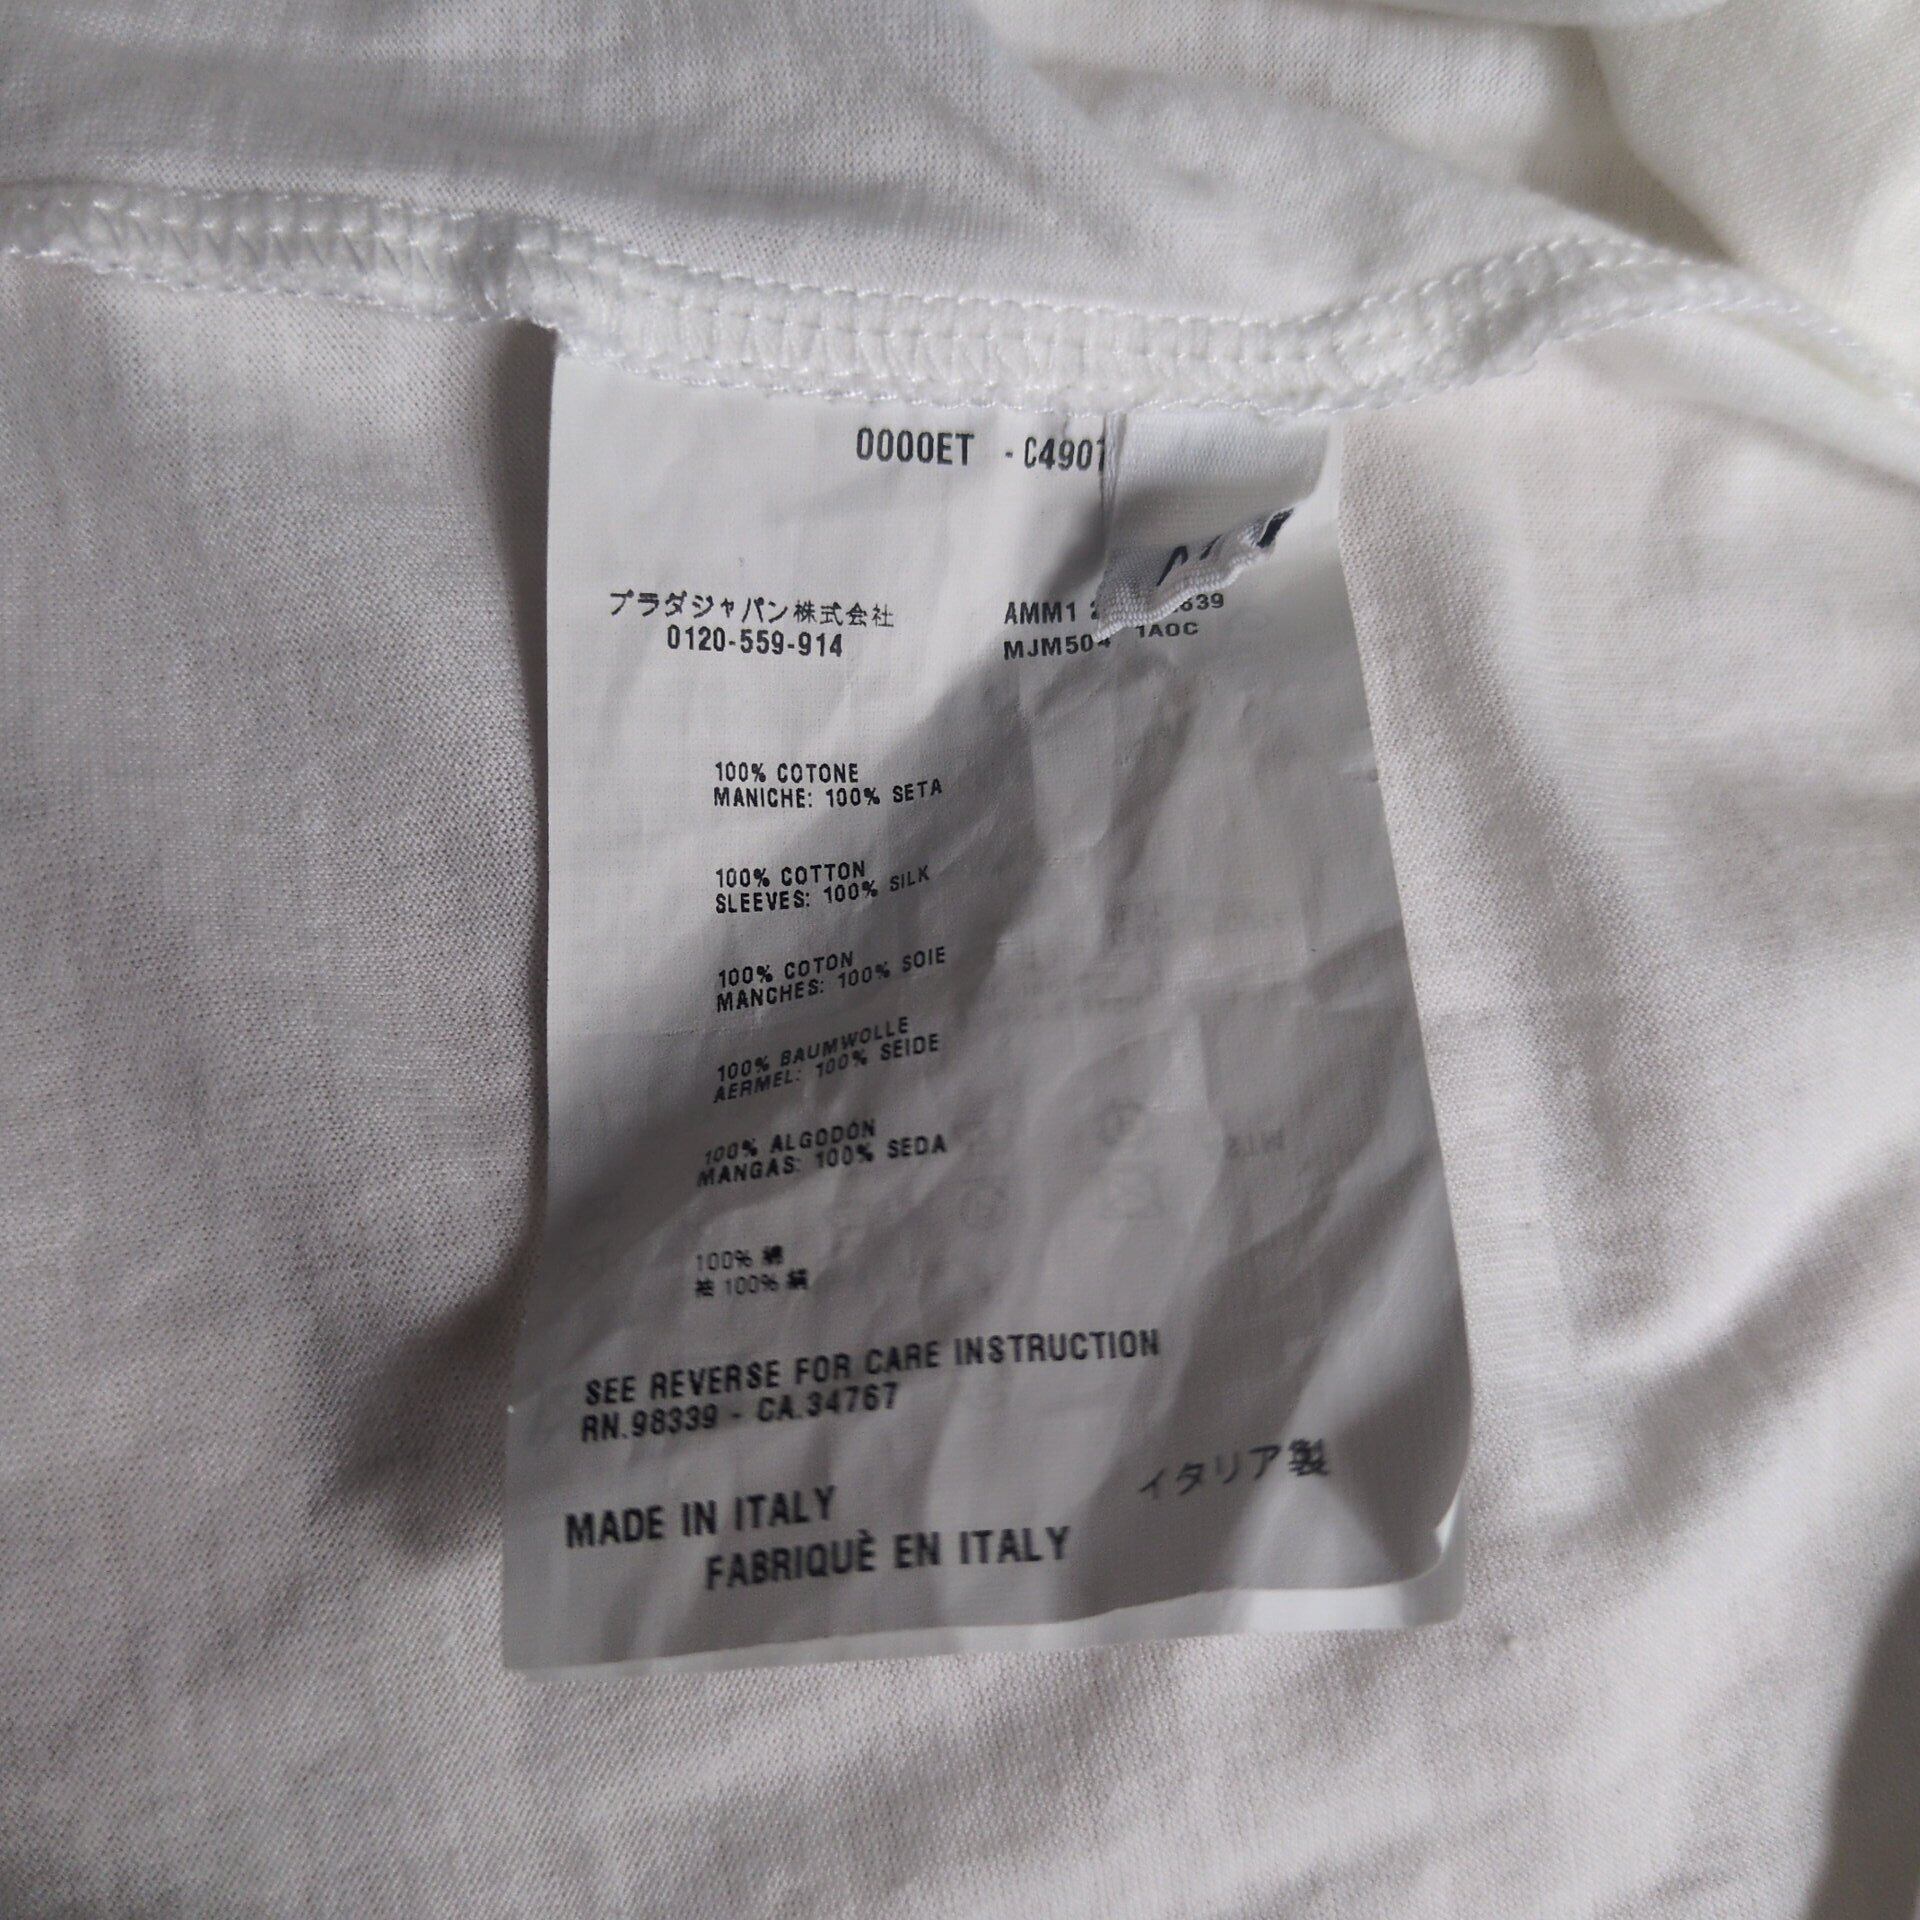 0000ET - C4901
プラダジャパン株式会社
0120-559-914
AMM1
MJM504 1A0C
100% COTONE
MANICHE: 100% SETA
100% COTTON
SLEEVES: 100% SILK
100% COTON
MANCHES: 100% SOIE
100% BAUMWOLLE
AERMEL: 100% SEIDE
100% ALGODÓN
MANGAS: 100% SEDA
100% 綿
袖 100% 絹
SEE REVERSE FOR CARE INSTRUCTION
RN.98339 - CA.34767
イタリア製
MADE IN ITALY
FABRIQUÈ EN ITALY